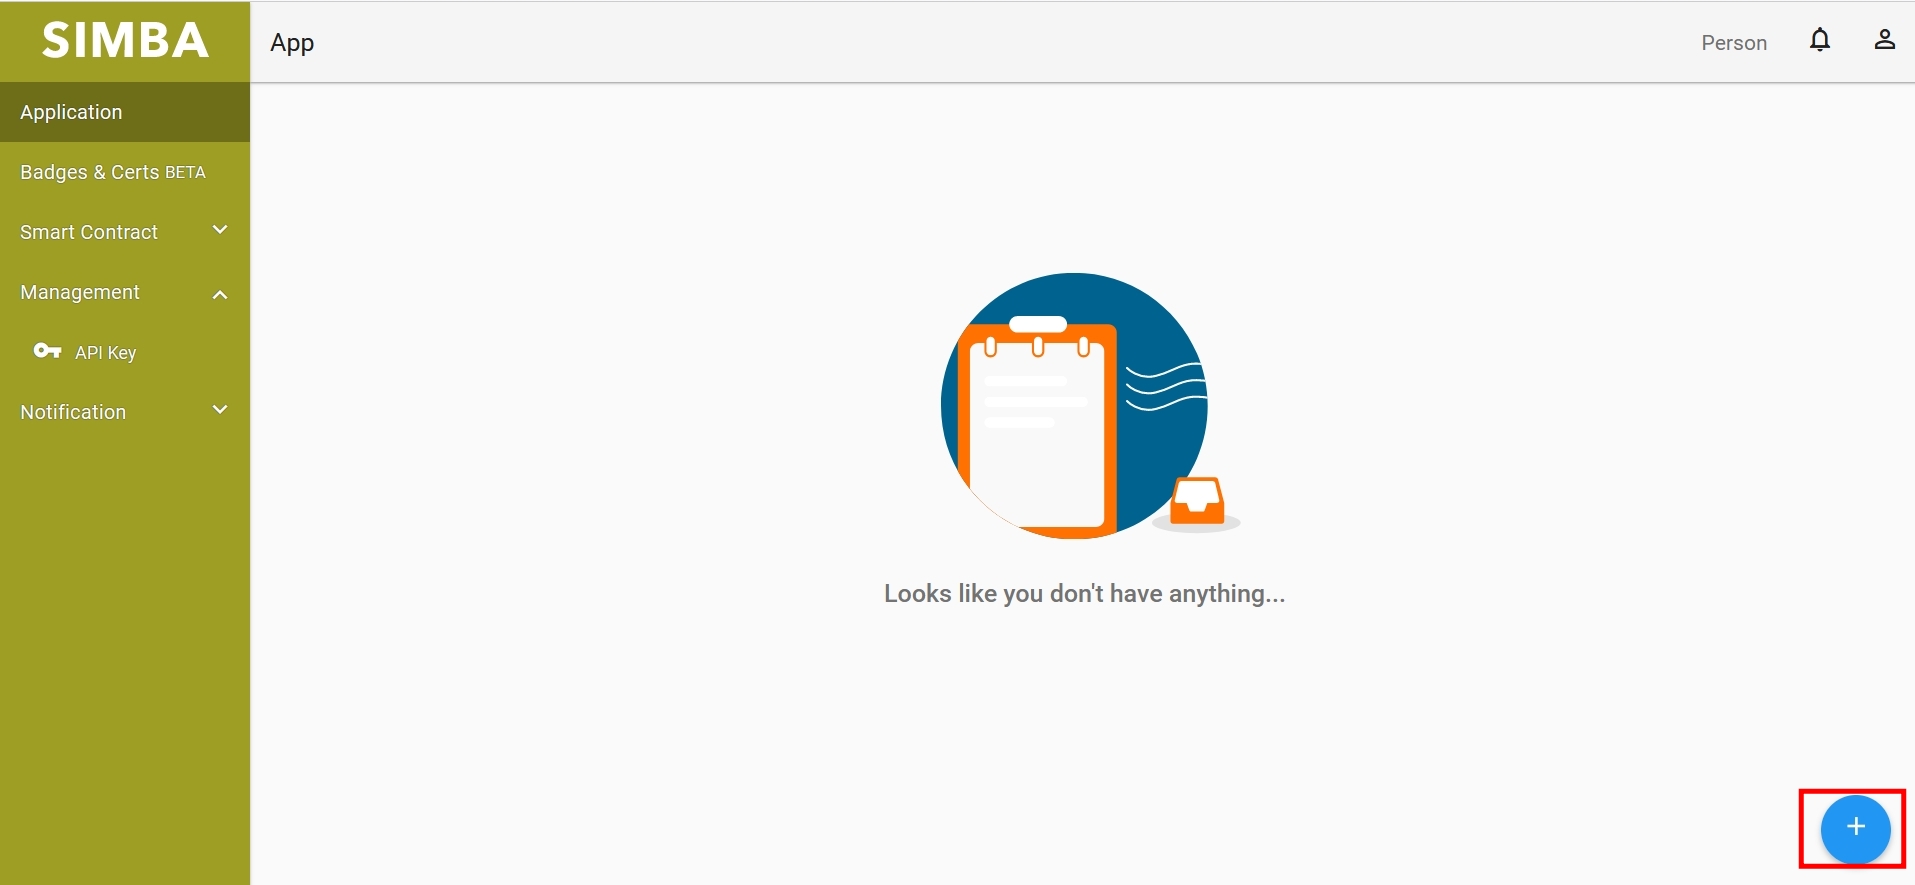 SIMBA
App
Person
Application
Badges & Certs BETA
Smart Contract
Management
API Key
Notification
Looks like you don't have anything...
+